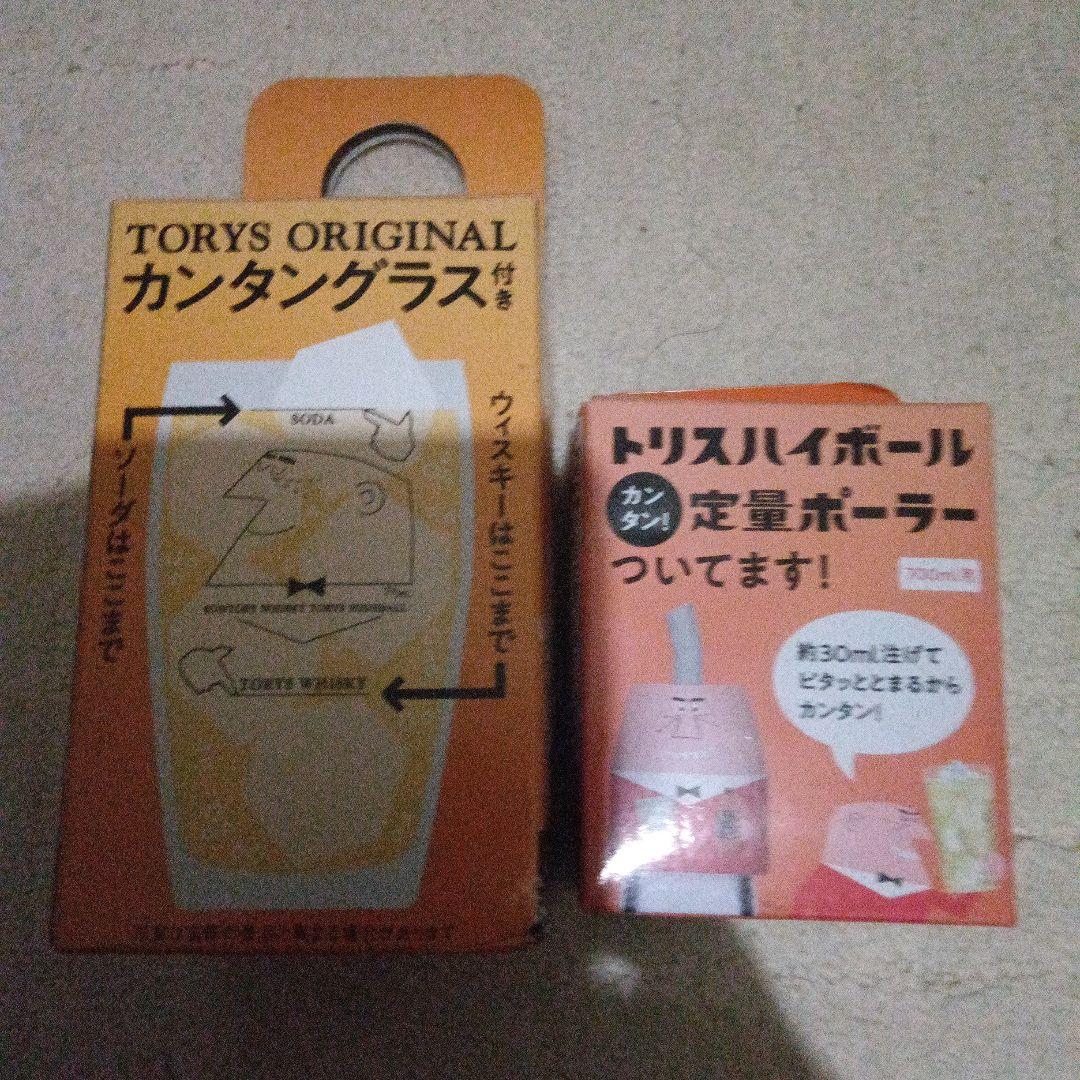 TORYS ORIGINAL
カンタングラス付き
ソーダはここまで
SODA
ウィスキーはここまで
SUNTORY WHISKY TORYS HIGHBALL
TORYS WHISKY
トリスハイボール
カンタン!
定量ポーラー
ついてます!
700mL用
約30mL注げて
ピタッととまるから
カンタン!